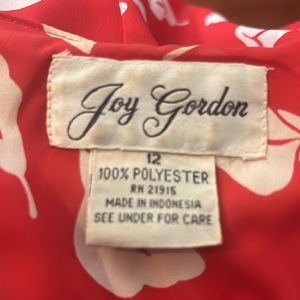 Joy Gordon
12
100% POLYESTER
RN 21915
MADE IN INDONESIA
SEE UNDER FOR CARE